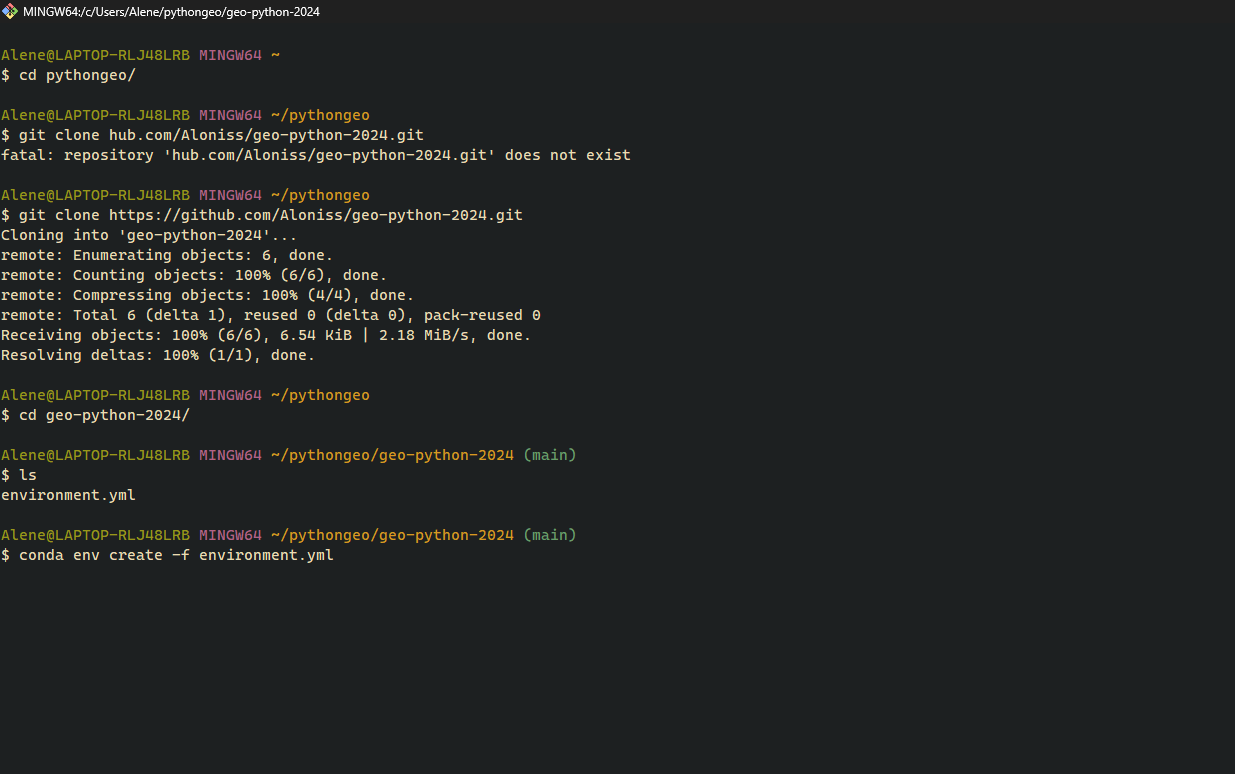 MINGW64:/c/Users/Alene/pythongeo/geo-python-2024
Alene@LAPTOP-RLJ48LRB MINGW64 ~
$ cd pythongeo/
Alene@LAPTOP-RLJ48LRB MINGW64 ~/pythongeo
$ git clone hub.com/Aloniss/geo-python-2024.git
fatal: repository 'hub.com/Aloniss/geo-python-2024.git' does not exist
Alene@LAPTOP-RLJ48LRB MINGW64 ~/pythongeo
$ git clone https://github.com/Aloniss/geo-python-2024.git
Cloning into 'geo-python-2024'...
remote: Enumerating objects: 6, done.
remote: Counting objects: 100% (6/6), done.
remote: Compressing objects: 100% (4/4), done.
remote: Total 6 (delta 1), reused 0 (delta 0), pack-reused 0
Receiving objects: 100% (6/6), 6.54 KiB | 2.18 MiB/s, done.
Resolving deltas: 100% (1/1), done.
Alene@LAPTOP-RLJ48LRB MINGW64 ~/pythongeo
$ cd geo-python-2024/
Alene@LAPTOP-RLJ48LRB MINGW64 ~/pythongeo/geo-python-2024 (main)
$ ls
environment.yml
Alene@LAPTOP-RLJ48LRB MINGW64 ~/pythongeo/geo-python-2024 (main)
$ conda env create -f environment.yml